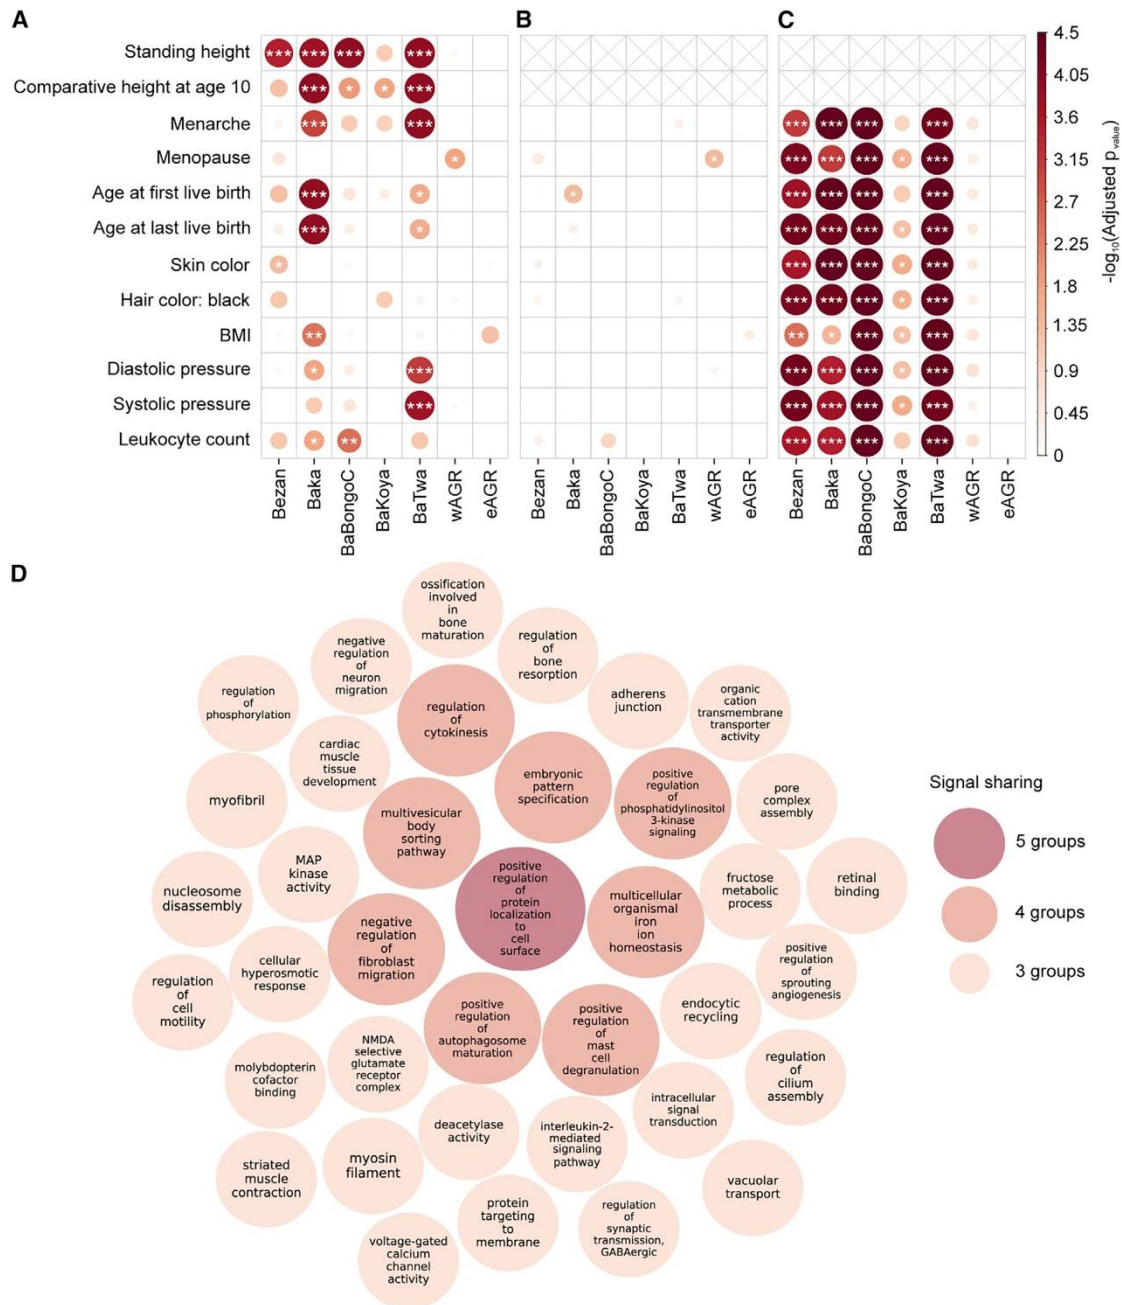 A
B
C
Standing height
Comparative height at age 10
Menarche
Menopause
Age at first live birth
Age at last live birth
Skin color
Hair color: black
BMI
Diastolic pressure
Systolic pressure
Leukocyte count
*** *** *** ***
*** * * ***
*** ***
*
*** *
*** *
*
**
* ***
***
* **
*
*
*** *** *** ***
*** *** *** * ***
*** *** *** ***
*** *** *** * ***
*** *** *** * ***
*** *** *** * ***
** * *** * ***
*** *** *** * ***
*** *** *** * ***
*** *** *** ***
Bezan
Baka
BaBongoC
BaKoya
BaTwa
wAGR
eAGR
Bezan
Baka
BaBongoC
BaKoya
BaTwa
wAGR
eAGR
Bezan
Baka
BaBongoC
BaKoya
BaTwa
wAGR
eAGR
4.5
4.05
3.6
3.15
2.7
2.25
1.8
1.35
0.9
0.45
0
-log10(Adjusted pvalue)
D
ossification
involved
in
bone
maturation
negative
regulation
of
neuron
migration
regulation
of
bone
resorption
regulation
of
phosphorylation
adherens
junction
organic
cation
transmembrane
transporter
activity
regulation
of
cytokinesis
cardiac
muscle
tissue
development
myofibril
embryonic
pattern
specification
positive
regulation
of
phosphatidylinositol
3-kinase
signaling
pore
complex
assembly
multivesicular
body
sorting
pathway
MAP
kinase
activity
nucleosome
disassembly
positive
regulation
of
protein
localization
to
cell
surface
multicellular
organismal
iron
ion
homeostasis
fructose
metabolic
process
retinal
binding
negative
regulation
of
fibroblast
migration
cellular
hyperosmotic
response
regulation
of
cell
motility
positive
regulation
of
sprouting
angiogenesis
endocytic
recycling
positive
regulation
of
autophagosome
maturation
positive
regulation
of
mast
cell
degranulation
NMDA
selective
glutamate
receptor
complex
molybdopterin
cofactor
binding
regulation
of
cilium
assembly
intracellular
signal
transduction
deacetylase
activity
interleukin-2-
mediated
signaling
pathway
myosin
filament
striated
muscle
contraction
vacuolar
transport
protein
targeting
to
membrane
regulation
of
synaptic
transmission,
GABAergic
voltage-gated
calcium
channel
activity
Signal sharing
5 groups
4 groups
3 groups